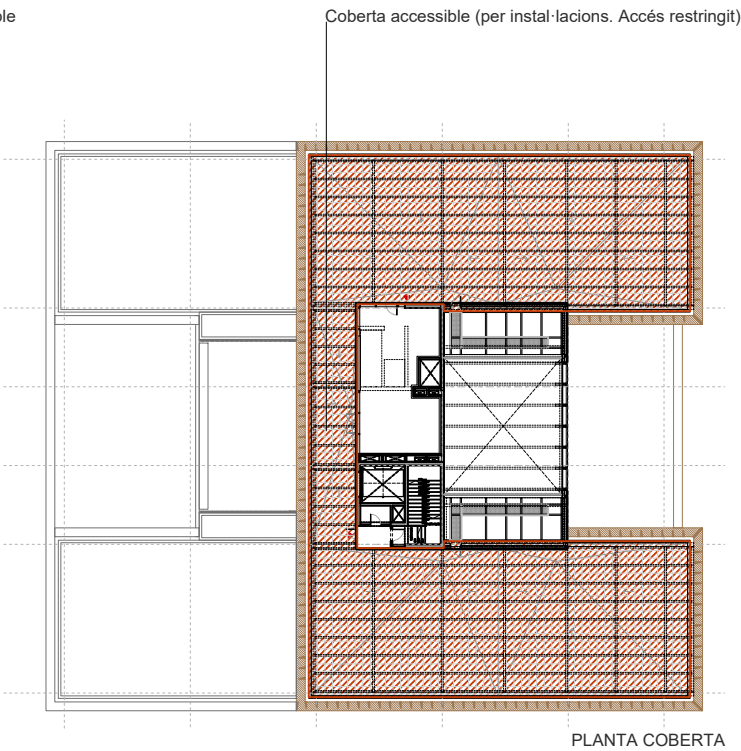 Coberta accessible (per instal·lacions. Accés restringit)
PLANTA COBERTA